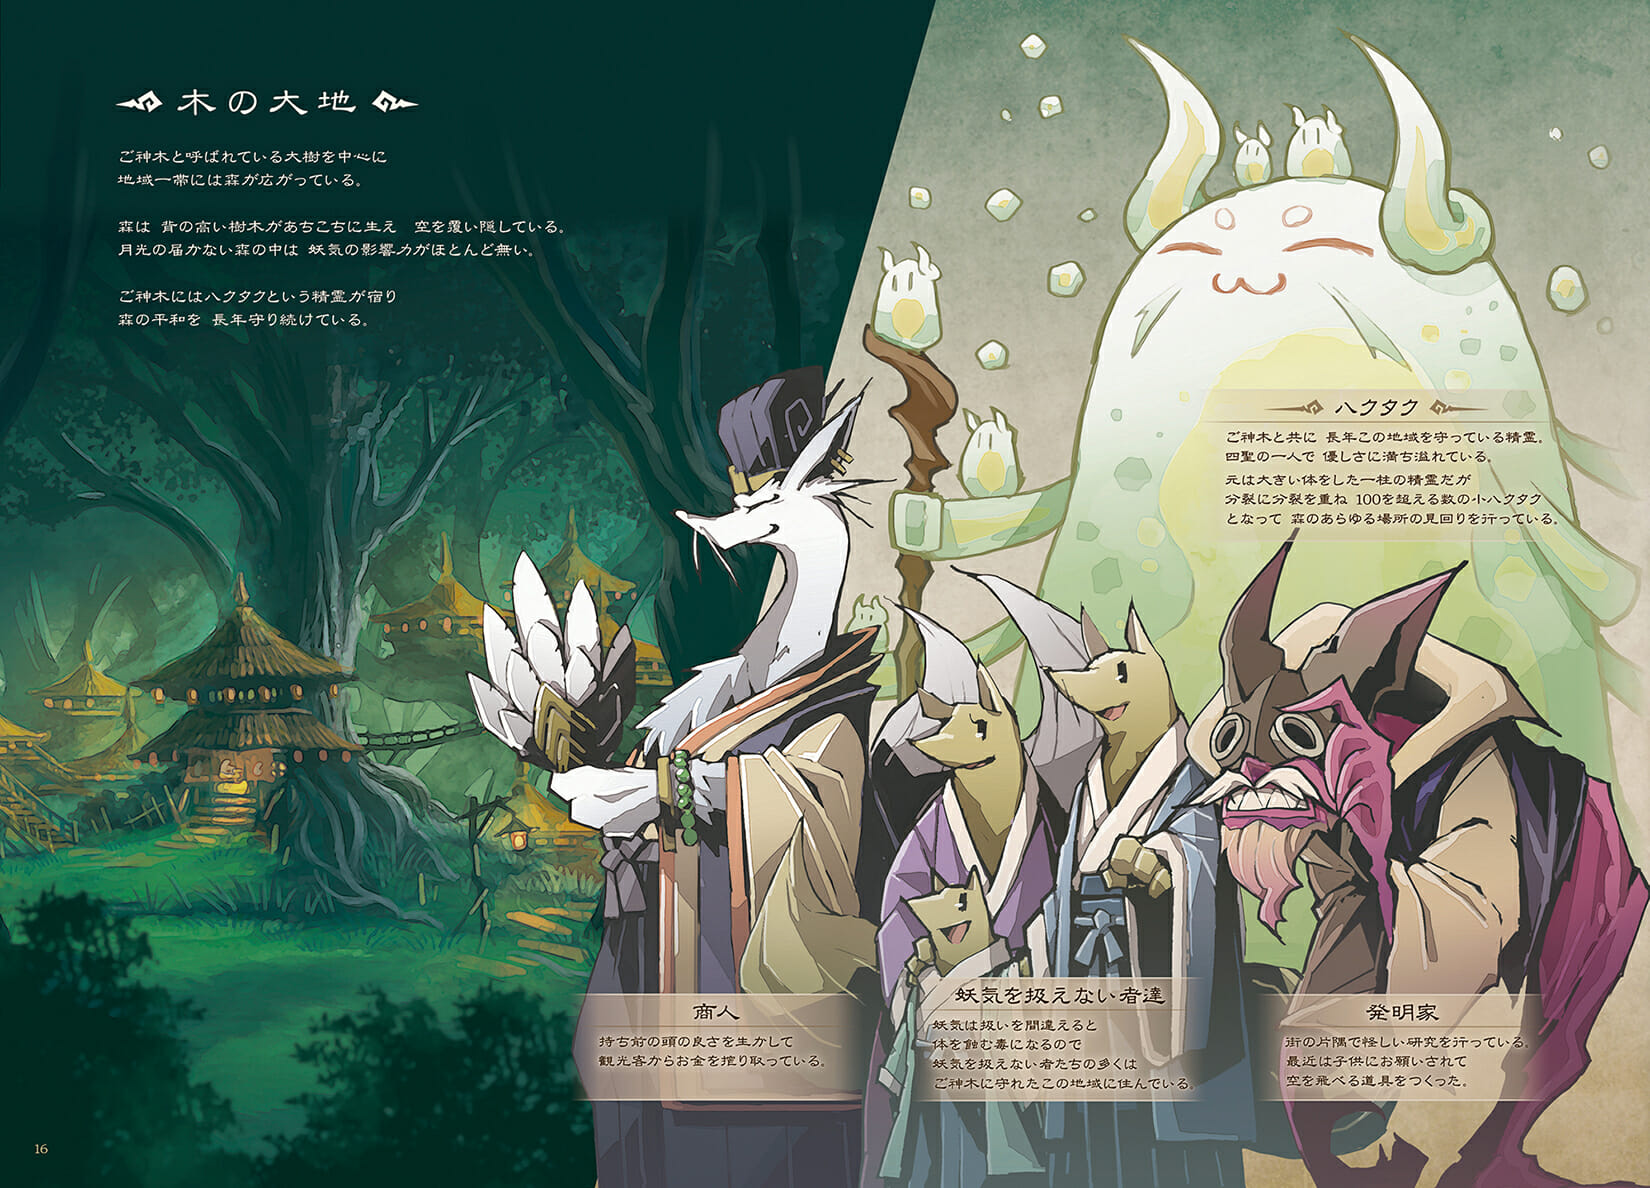 木の大地
ご神木と呼ばれている大樹を中心に
地域一帯には森が広がっている。
森は 背の高い樹木があちこちに生え 空を覆い隠している。
月光の届かない森の中は 妖気の影響力がほとんど無い。
ご神木にはハクタクという精霊が宿り
森の平和を 長年守り続けている。
ハクタク
ご神木と共に 長年この地域を守っている精霊。
四聖の一人で 優しさに満ち溢れている。
元は大きい体をした一柱の精霊だが
分裂に分裂を重ね 100を超える数の小ハクタク
となって 森のあらゆる場所の見回りを行っている。
商人
持ち前の頭の良さを生かして
観光客からお金を搾り取っている。
妖気を扱えない者達
妖気は扱いを間違えると
体を蝕む毒になるので
妖気を扱えない者たちの多くは
ご神木に守れたこの地域に住んでいる。
発明家
街の片隅で怪しい研究を行っている。
最近は子供にお願いされて
空を飛べる道具をつくった。
16